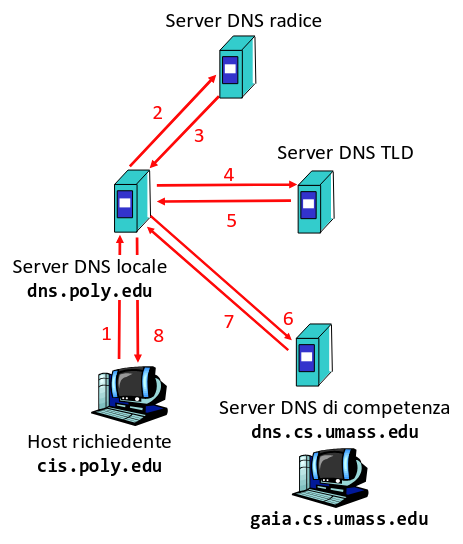 Server DNS radice
2
3
Server DNS TLD
4
5
Server DNS locale
dns.poly.edu
6
7
1
8
Server DNS di competenza
dns.cs.umass.edu
Host richiedente
cis.poly.edu
gaia.cs.umass.edu